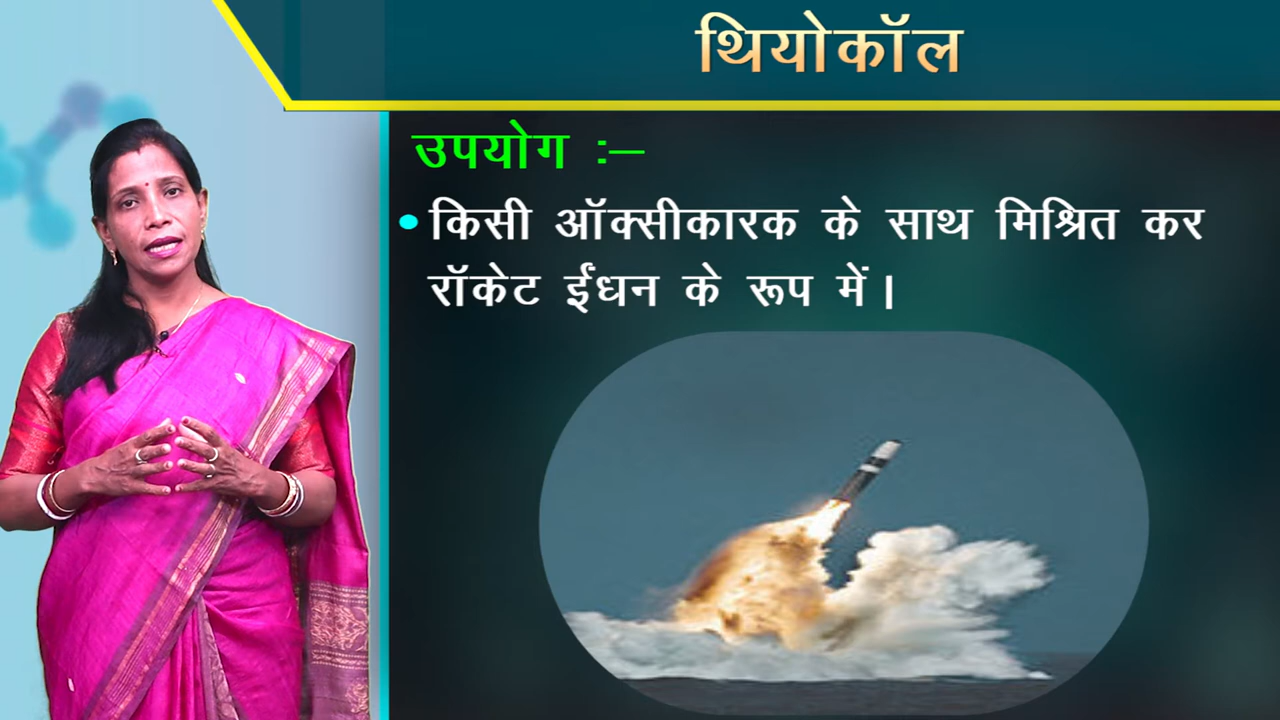 थियोकॉल
उपयोग :–
• किसी ऑक्सीकारक के साथ मिश्रित कर
रॉकेट ईंधन के रूप में।